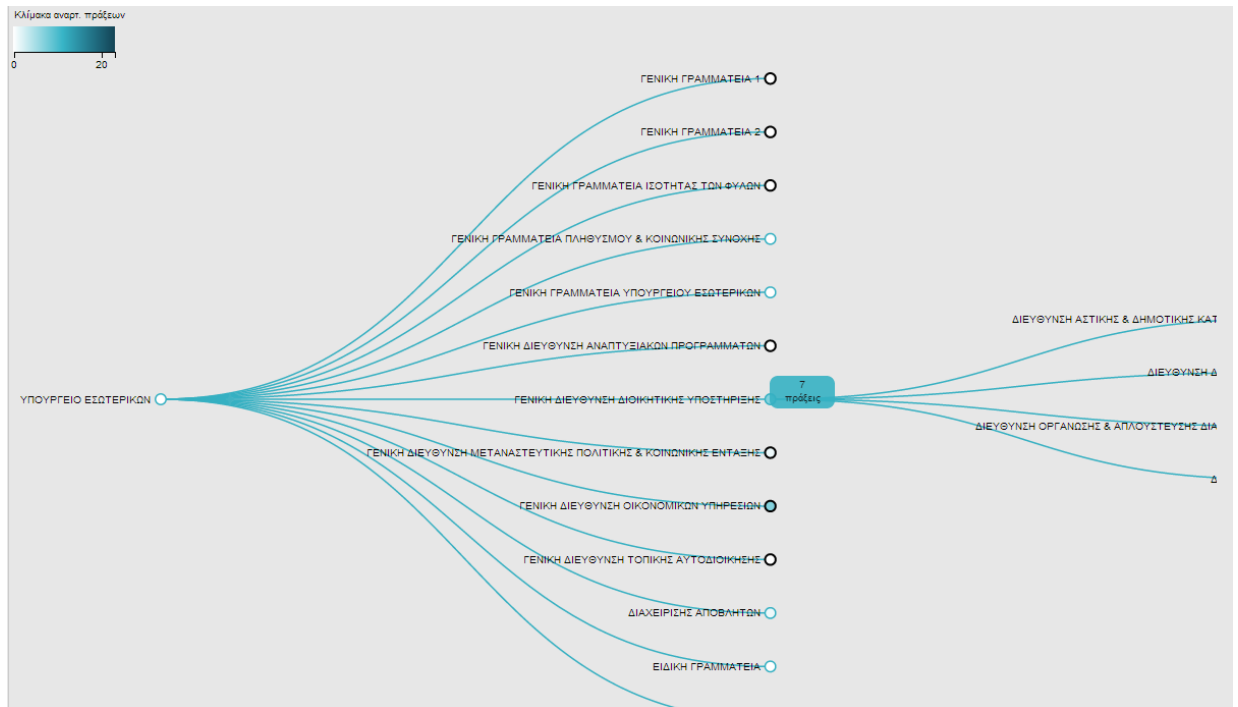 Κλίμακα αναρτ. πράξεων
0 20
ΓΕΝΙΚΗ ΓΡΑΜΜΑΤΕΙΑ 1
ΓΕΝΙΚΗ ΓΡΑΜΜΑΤΕΙΑ 2
ΓΕΝΙΚΗ ΓΡΑΜΜΑΤΕΙΑ ΙΣΟΤΗΤΑΣ ΤΩΝ ΦΥΛΩΝ
ΓΕΝΙΚΗ ΓΡΑΜΜΑΤΕΙΑ ΠΛΗΘΥΣΜΟΥ & ΚΟΙΝΩΝΙΚΗΣ ΣΥΝΟΧΗΣ
ΓΕΝΙΚΗ ΓΡΑΜΜΑΤΕΙΑ ΥΠΟΥΡΓΕΙΟΥ ΕΣΩΤΕΡΙΚΩΝ
ΓΕΝΙΚΗ ΔΙΕΥΘΥΝΣΗ ΑΝΑΠΤΥΞΙΑΚΩΝ ΠΡΟΓΡΑΜΜΑΤΩΝ
ΥΠΟΥΡΓΕΙΟ ΕΣΩΤΕΡΙΚΩΝ
ΓΕΝΙΚΗ ΔΙΕΥΘΥΝΣΗ ΔΙΟΙΚΗΤΙΚΗΣ ΥΠΟΣΤΗΡΙΞΗΣ
7
πράξεις
ΔΙΕΥΘΥΝΣΗ ΑΣΤΙΚΗΣ & ΔΗΜΟΤΙΚΗΣ ΚΑΤ
ΔΙΕΥΘΥΝΣΗ Δ
ΔΙΕΥΘΥΝΣΗ ΟΡΓΑΝΩΣΗΣ & ΑΠΛΟΥΣΤΕΥΣΗΣ ΔΙΑ
Δ
ΓΕΝΙΚΗ ΔΙΕΥΘΥΝΣΗ ΜΕΤΑΝΑΣΤΕΥΤΙΚΗΣ ΠΟΛΙΤΙΚΗΣ & ΚΟΙΝΩΝΙΚΗΣ ΕΝΤΑΞΗΣ
ΓΕΝΙΚΗ ΔΙΕΥΘΥΝΣΗ ΟΙΚΟΝΟΜΙΚΩΝ ΥΠΗΡΕΣΙΩΝ
ΓΕΝΙΚΗ ΔΙΕΥΘΥΝΣΗ ΤΟΠΙΚΗΣ ΑΥΤΟΔΙΟΙΚΗΣΗΣ
ΔΙΑΧΕΙΡΙΣΗΣ ΑΠΟΒΛΗΤΩΝ
ΕΙΔΙΚΗ ΓΡΑΜΜΑΤΕΙΑ